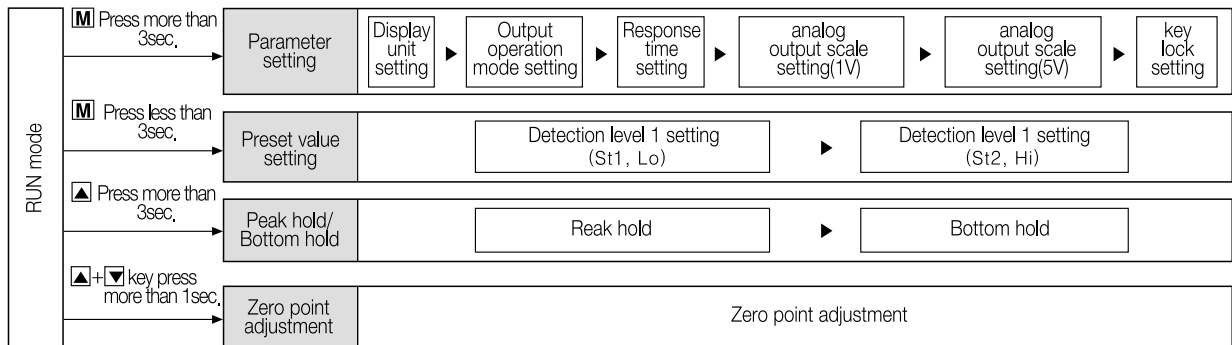 RUN mode
M Press more than
3sec.
Parameter
setting
Display
unit
setting
▶
Output
operation
mode setting
▶
Response
time
setting
▶
analog
output scale
setting(1V)
▶
analog
output scale
setting(5V)
▶
key
lock
setting
M Press less than
3sec.
Preset value
setting
Detection level 1 setting
(St1, Lo)
▶
Detection level 1 setting
(St2, Hi)
▲ Press more than
3sec.
Peak hold/
Bottom hold
Reak hold
▶
Bottom hold
▲+▼ key press
more than 1sec.
Zero point
adjustment
Zero point adjustment